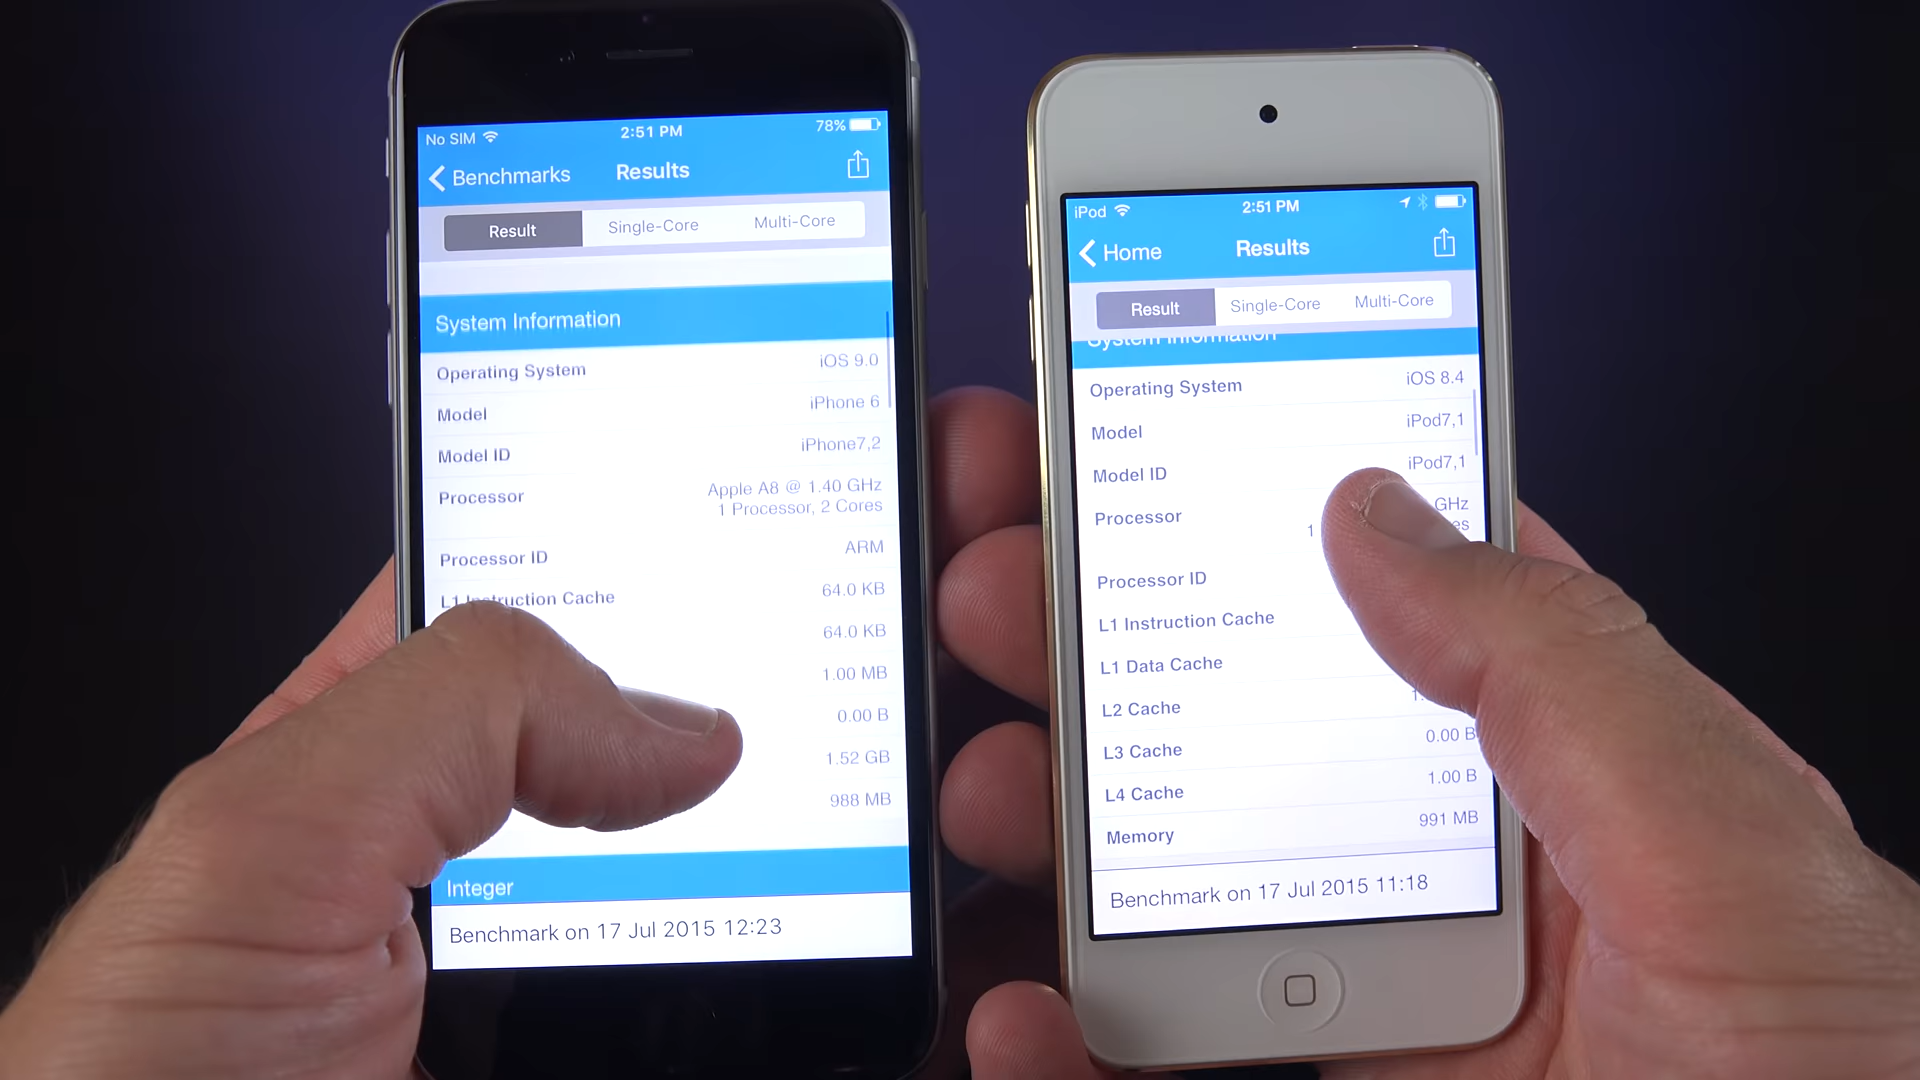 No SIM 2:51 PM 78%
Benchmarks Results
Result Single-Core Multi-Core
System Information
Operating System iOS 9.0
Model iPhone 6
Model ID iPhone7,2
Processor Apple A8 @ 1.40 GHz
1 Processor, 2 Cores
Processor ID ARM
L1 Instruction Cache 64.0 KB
64.0 KB
1.00 MB
0.00 B
1.52 GB
988 MB
Integer
Benchmark on 17 Jul 2015 12:23
iPod 2:51 PM
Home Results
Result Single-Core Multi-Core
System Information
Operating System iOS 8.4
Model iPod7,1
Model ID iPod7,1
Processor GHz
1
Processor ID
L1 Instruction Cache
L1 Data Cache
L2 Cache
L3 Cache 0.00 B
L4 Cache 1.00 B
Memory 991 MB
Benchmark on 17 Jul 2015 11:18